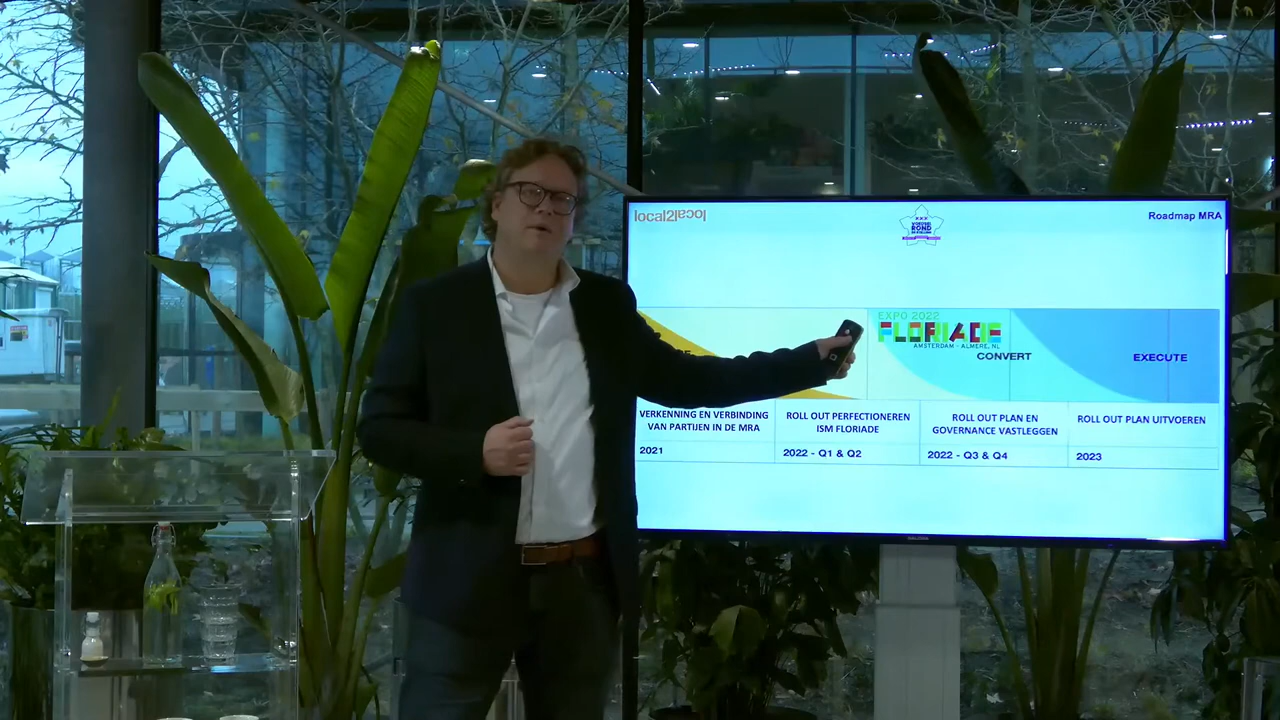 local2local
ROND
Roadmap MRA
EXPO 2022
FLORIADE
AMSTERDAM - ALMERE, NL
CONVERT
EXECUTE
VERKENNING EN VERBINDING
VAN PARTIJEN IN DE MRA
2021
ROLL OUT PERFECTIONEREN
ISM FLORIADE
2022 - Q1 & Q2
ROLL OUT PLAN EN
GOVERNANCE VASTLEGGEN
2022 - Q3 & Q4
ROLL OUT PLAN UITVOEREN
2023